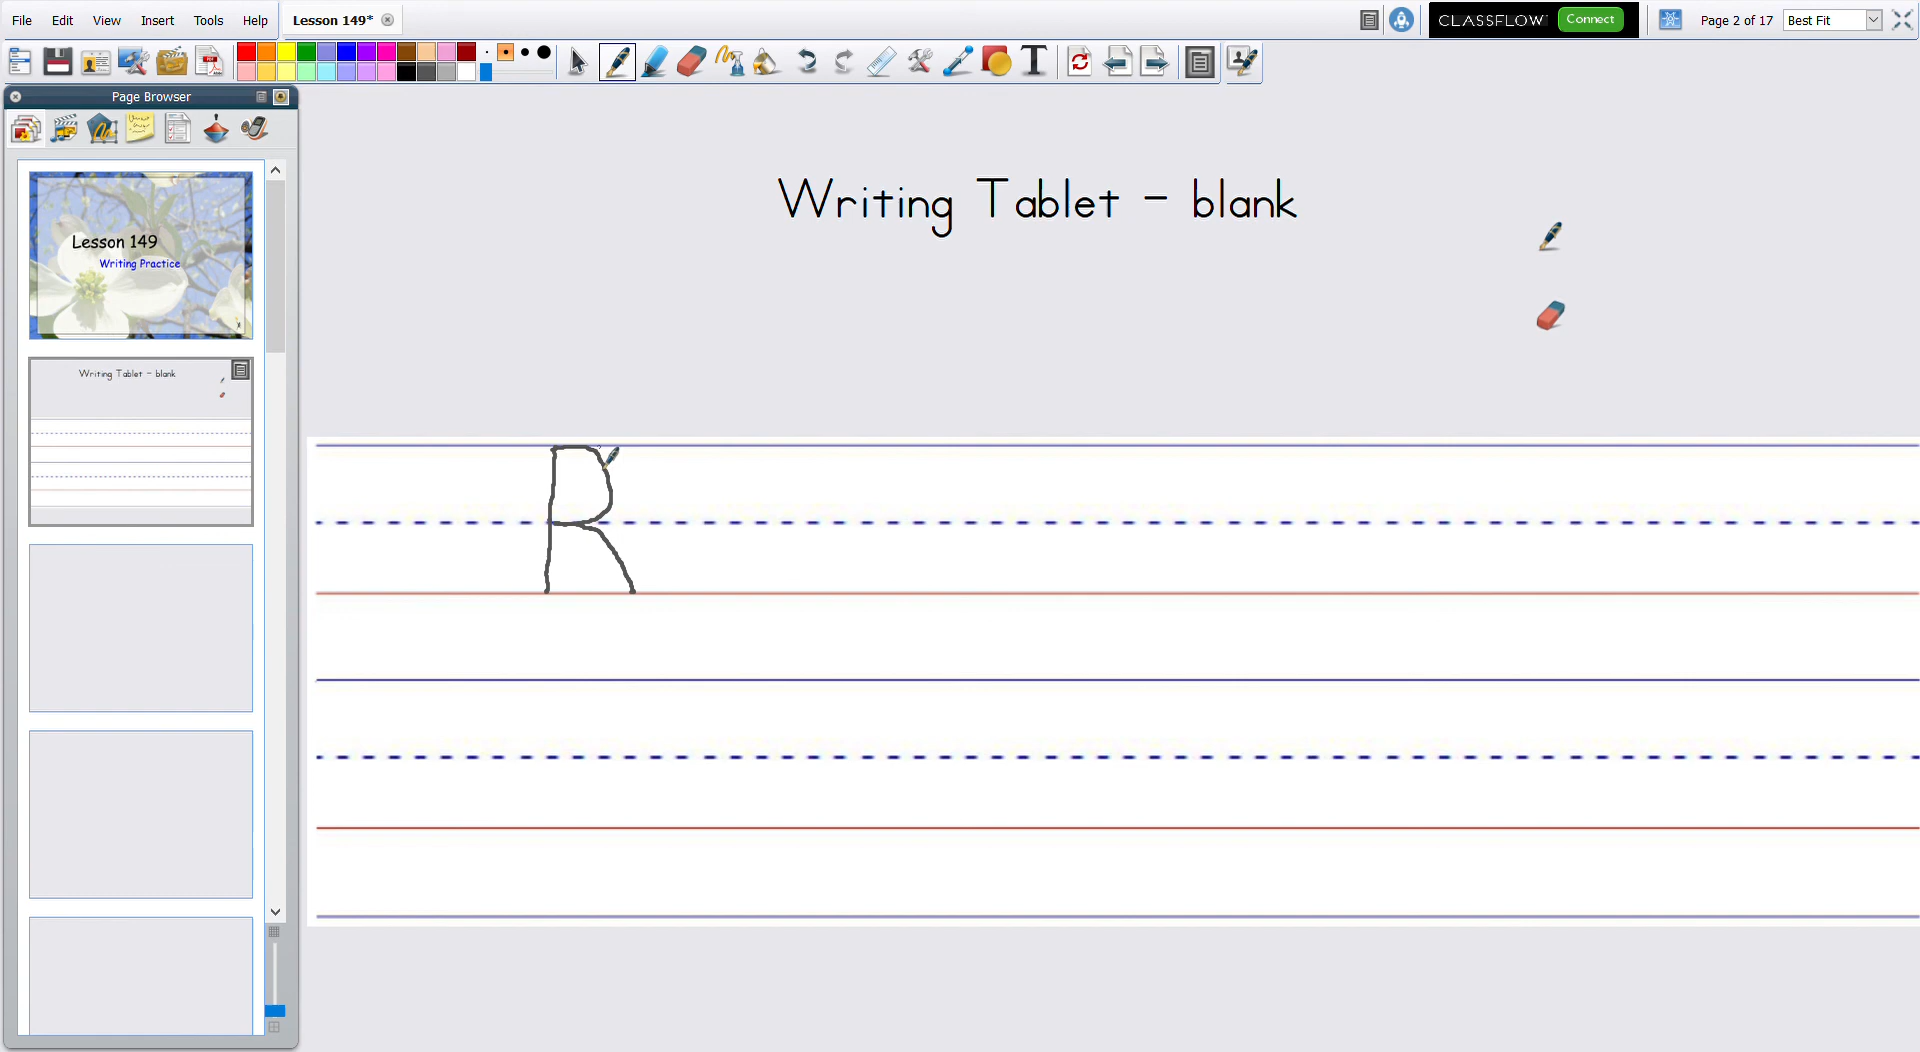 File Edit View Insert Tools Help Lesson 149* CLASSFLOW Connect Page 2 of 17 Best Fit
Page Browser
Lesson 149
Writing Practice
Writing Tablet - blank
Writing Tablet - blank
R